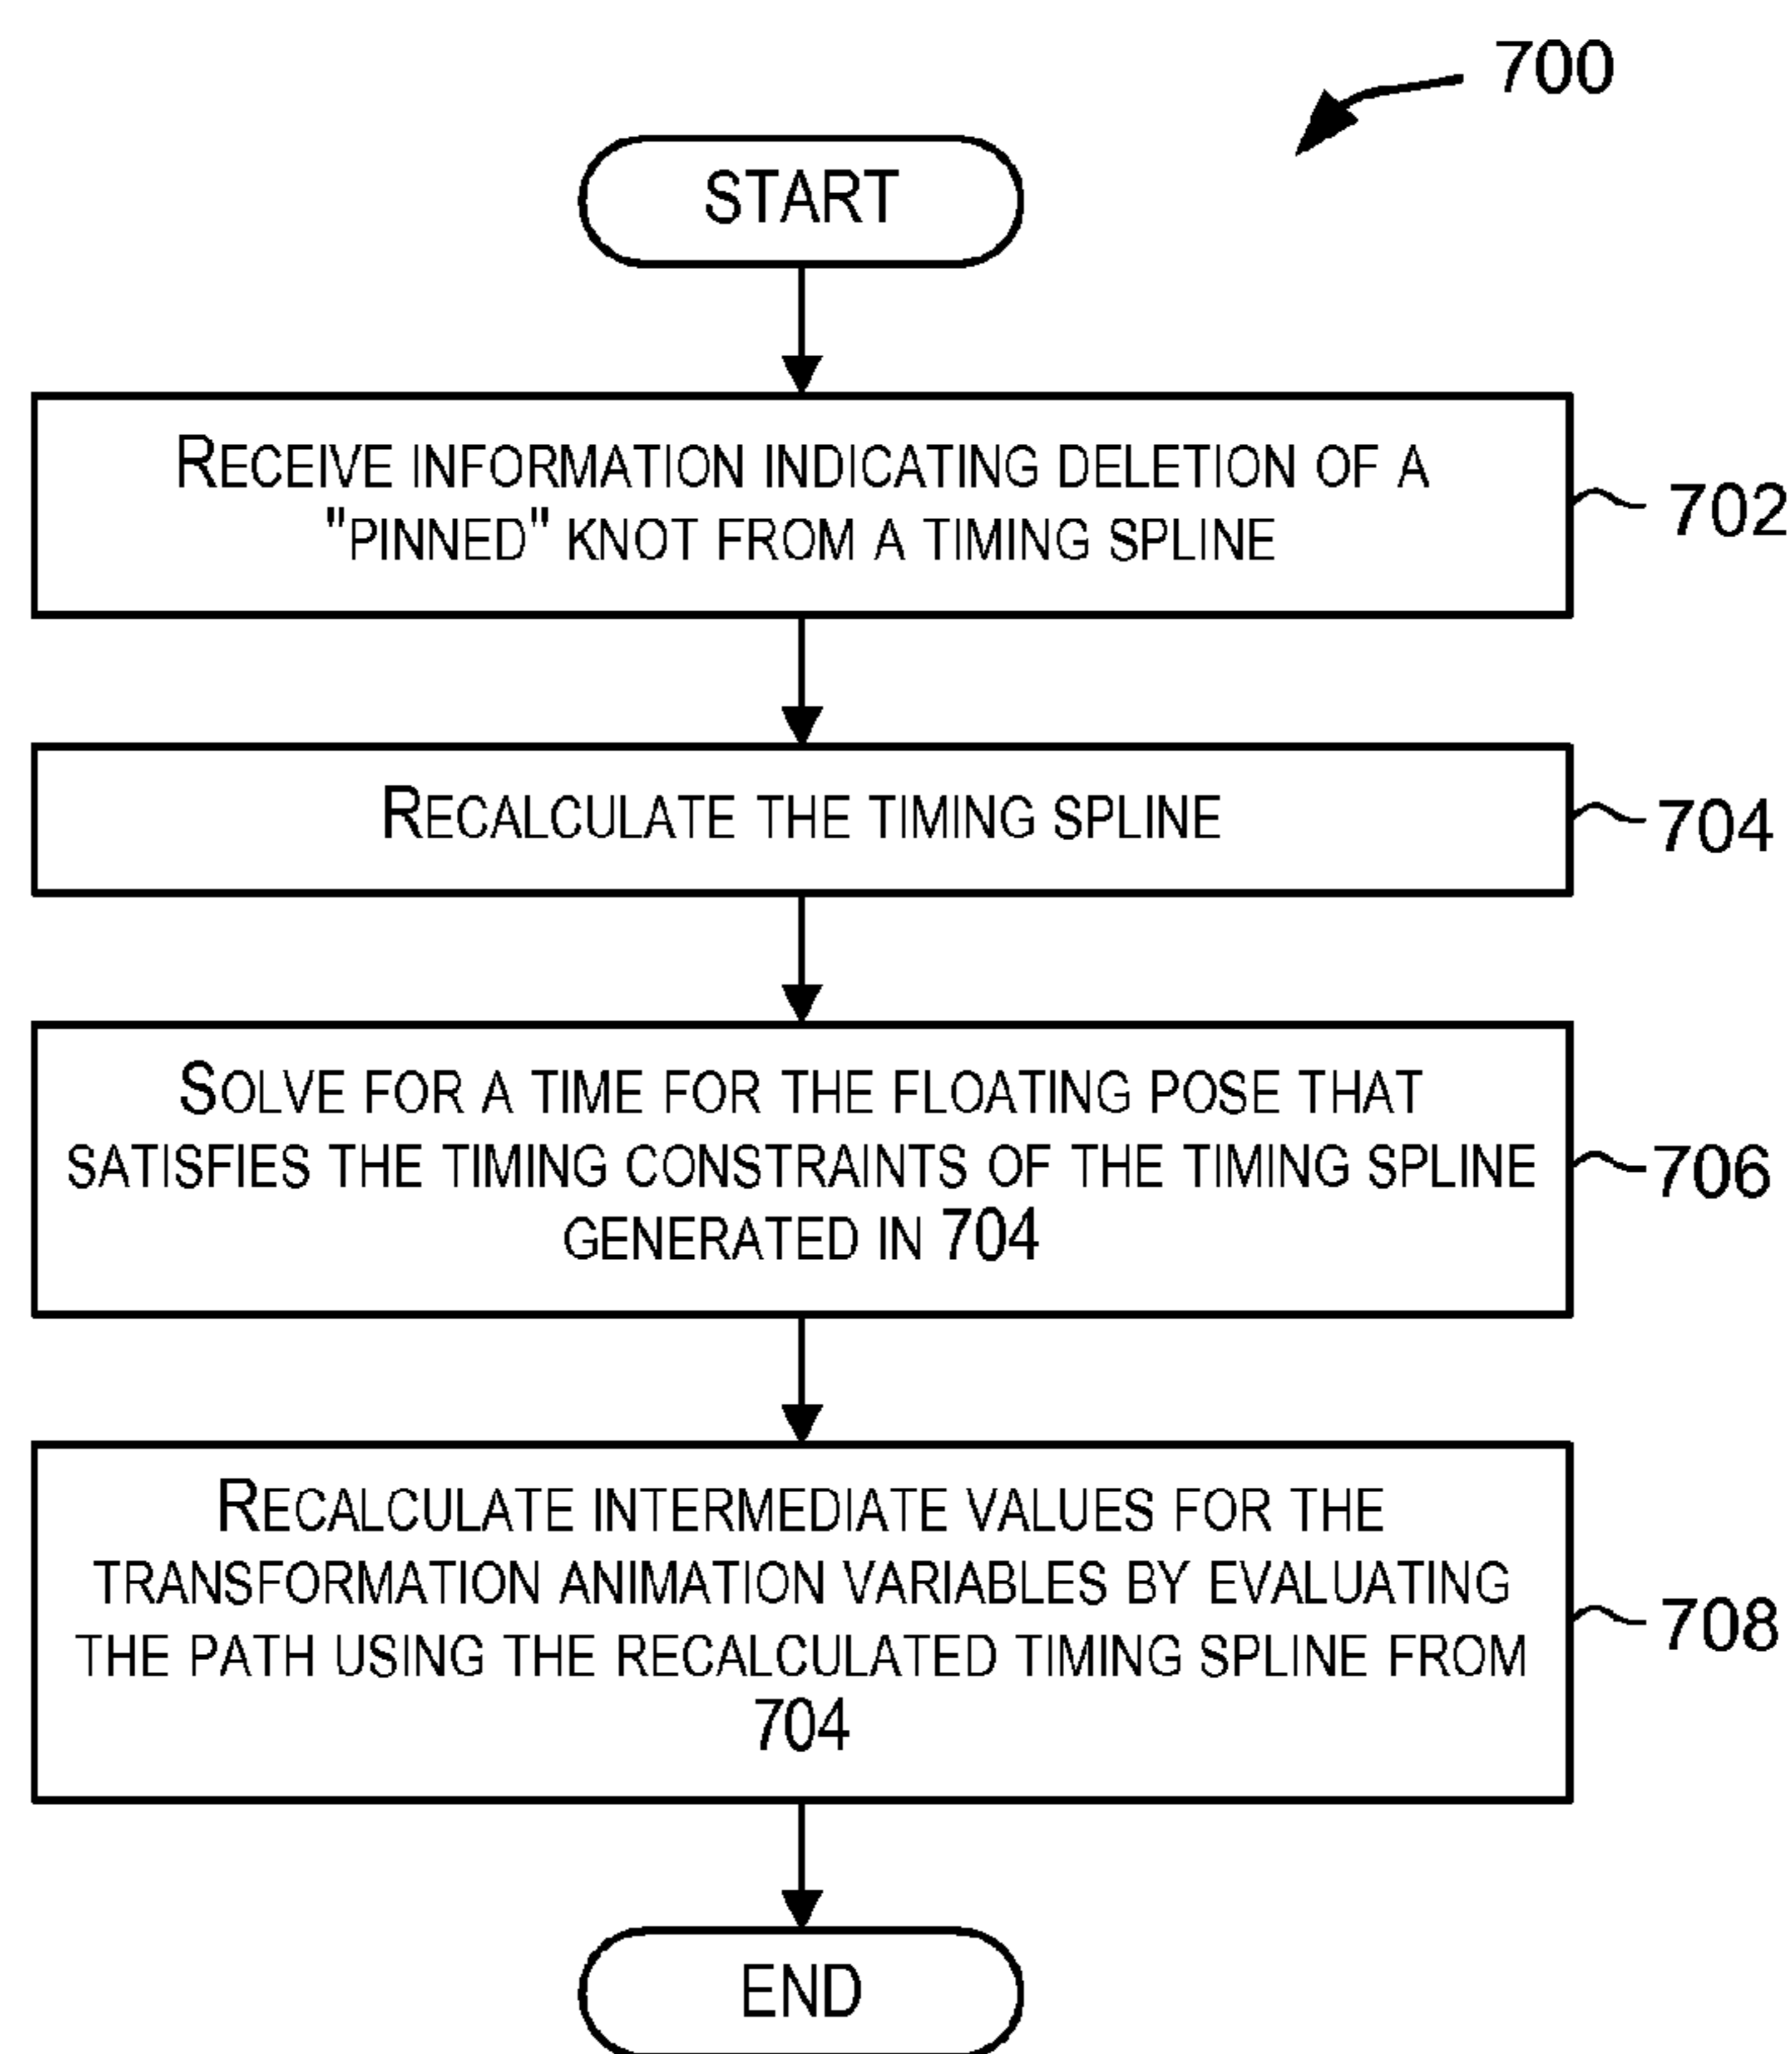 700
START
RECEIVE INFORMATION INDICATING DELETION OF A
"PINNED" KNOT FROM A TIMING SPLINE
702
RECALCULATE THE TIMING SPLINE
704
SOLVE FOR A TIME FOR THE FLOATING POSE THAT
SATISFIES THE TIMING CONSTRAINTS OF THE TIMING SPLINE
GENERATED IN 704
706
RECALCULATE INTERMEDIATE VALUES FOR THE
TRANSFORMATION ANIMATION VARIABLES BY EVALUATING
THE PATH USING THE RECALCULATED TIMING SPLINE FROM
704
708
END